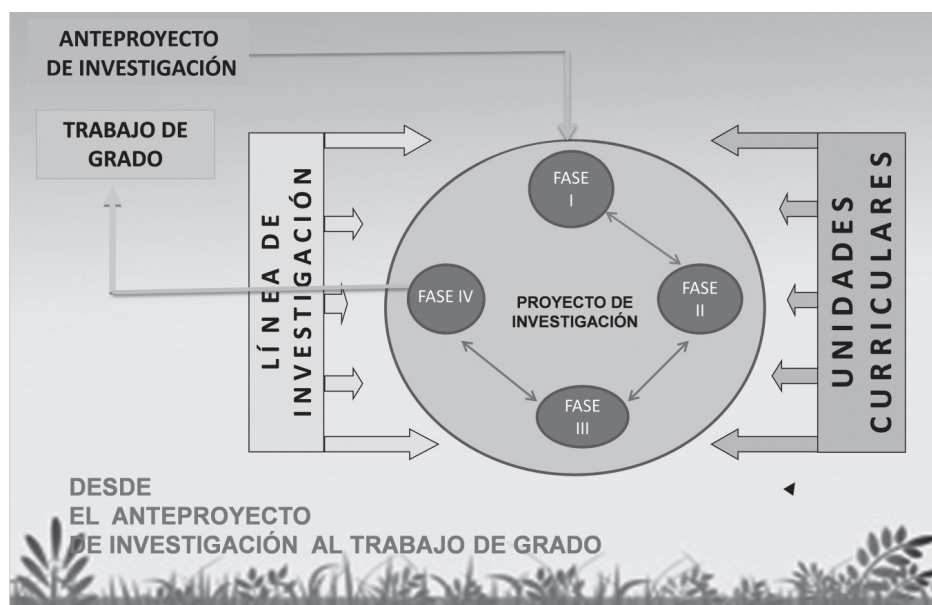 ANTEPROYECTO
DE INVESTIGACIÓN
TRABAJO DE
GRADO
LÍNEA DE
INVESTIGACIÓN
FASE
I
FASE IV
PROYECTO DE
INVESTIGACIÓN
FASE
II
FASE
III
UNIDADES
CURRICULARES
DESDE
EL ANTEPROYECTO
DE INVESTIGACIÓN AL TRABAJO DE GRADO